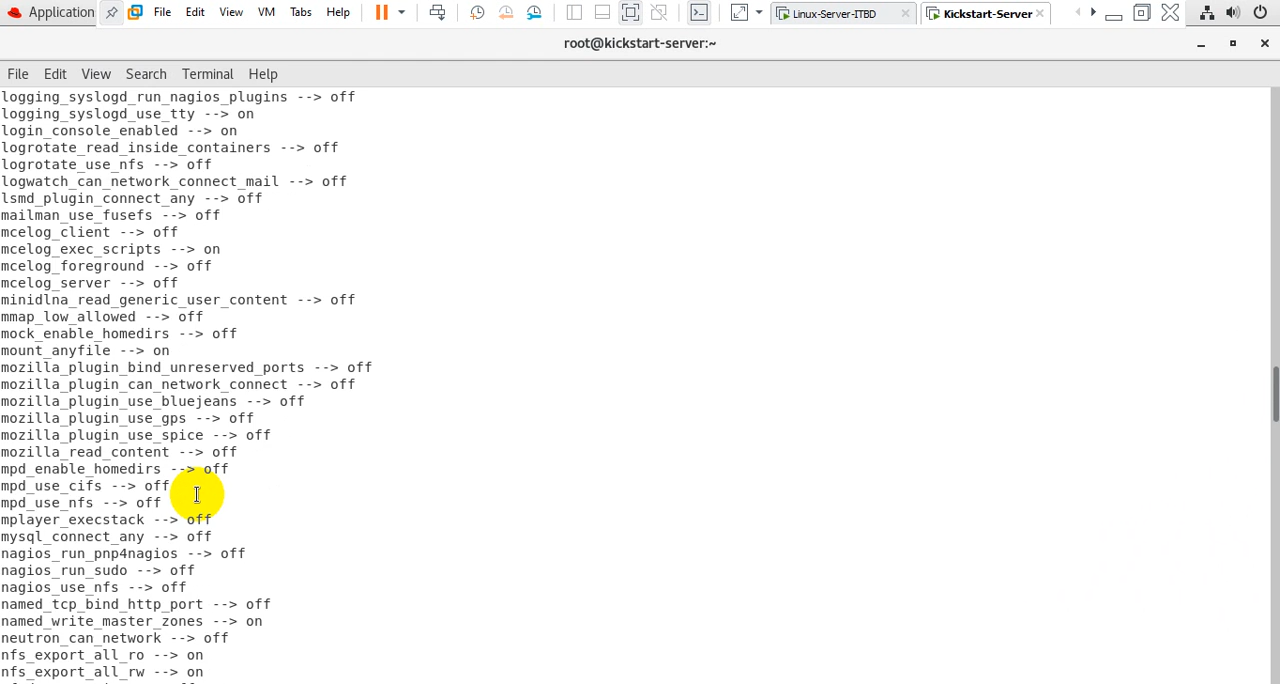 Application File Edit View VM Tabs Help Linux-Server-ITBD Kickstart-Server
root@kickstart-server:~
File Edit View Search Terminal Help
logging_syslogd_run_nagios_plugins --> off
logging_syslogd_use_tty --> on
login_console_enabled --> on
logrotate_read_inside_containers --> off
logrotate_use_nfs --> off
logwatch_can_network_connect_mail --> off
lsmd_plugin_connect_any --> off
mailman_use_fusefs --> off
mcelog_client --> off
mcelog_exec_scripts --> on
mcelog_foreground --> off
mcelog_server --> off
minidlna_read_generic_user_content --> off
mmap_low_allowed --> off
mock_enable_homedirs --> off
mount_anyfile --> on
mozilla_plugin_bind_unreserved_ports --> off
mozilla_plugin_can_network_connect --> off
mozilla_plugin_use_bluejeans --> off
mozilla_plugin_use_gps --> off
mozilla_plugin_use_spice --> off
mozilla_read_content --> off
mpd_enable_homedirs --> off
mpd_use_cifs --> off
mpd_use_nfs --> off
mplayer_execstack --> off
mysql_connect_any --> off
nagios_run_pnp4nagios --> off
nagios_run_sudo --> off
nagios_use_nfs --> off
named_tcp_bind_http_port --> off
named_write_master_zones --> on
neutron_can_network --> off
nfs_export_all_ro --> on
nfs_export_all_rw --> on